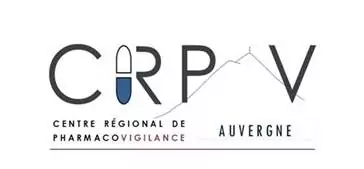 CRPV
CENTRE RÉGIONAL DE
PHARMACOVIGILANCE
AUVERGNE